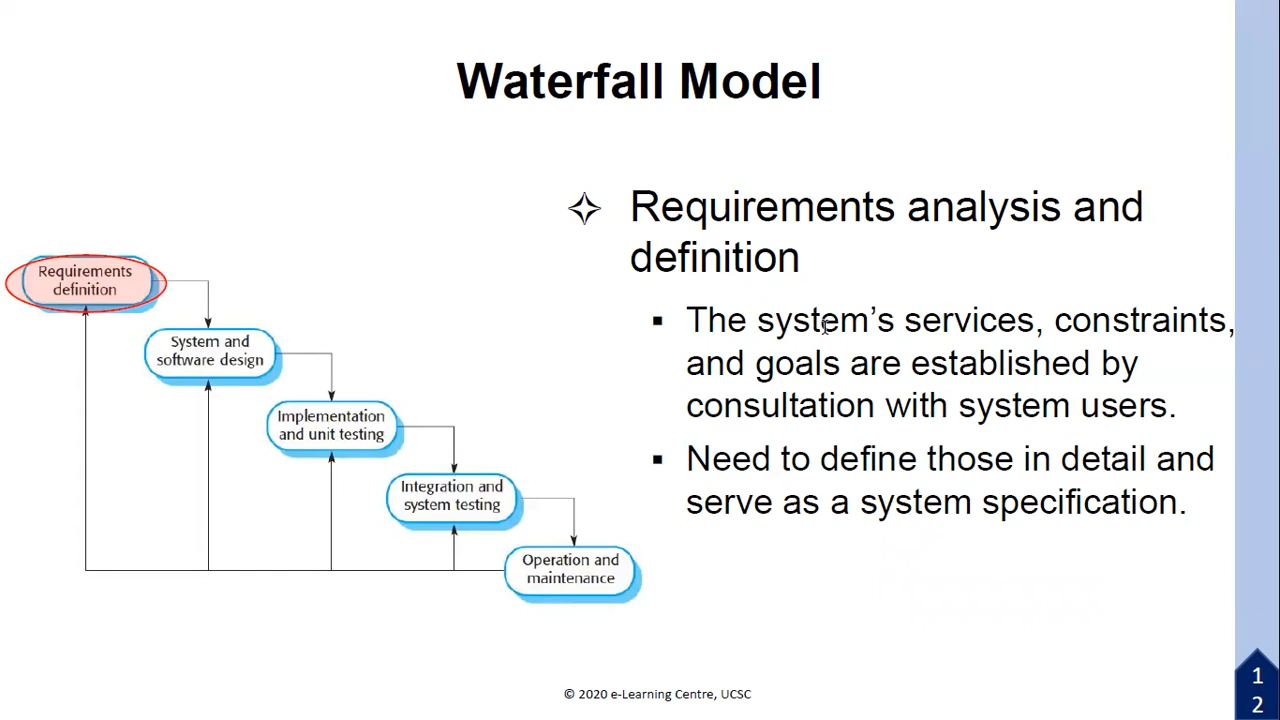 Waterfall Model
Requirements analysis and
definition
The system's services, constraints,
and goals are established by
consultation with system users.
Need to define those in detail and
serve as a system specification.
Requirements
definition
System and
software design
Implementation
and unit testing
Integration and
system testing
Operation and
maintenance
© 2020 e-Learning Centre, UCSC
1
2